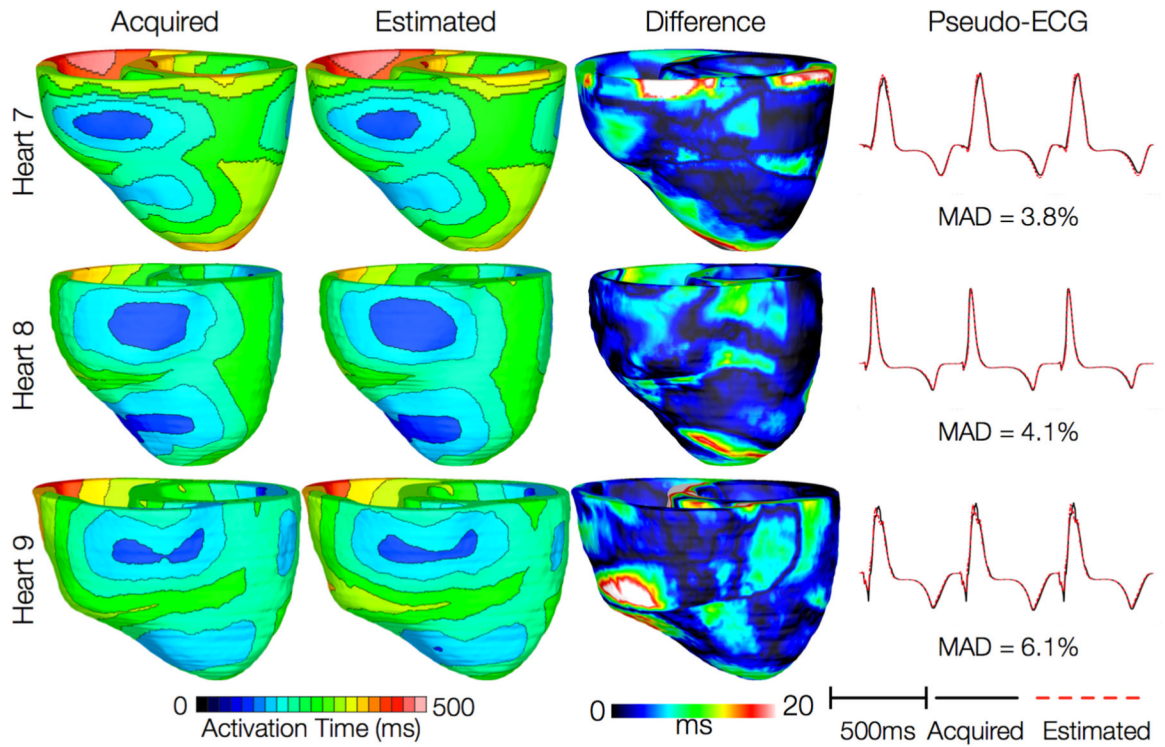 Acquired Estimated Difference Pseudo-ECG
Heart 7
MAD = 3.8%
Heart 8
MAD = 4.1%
Heart 9
MAD = 6.1%
0 500
Activation Time (ms)
0 20
ms
500ms Acquired Estimated